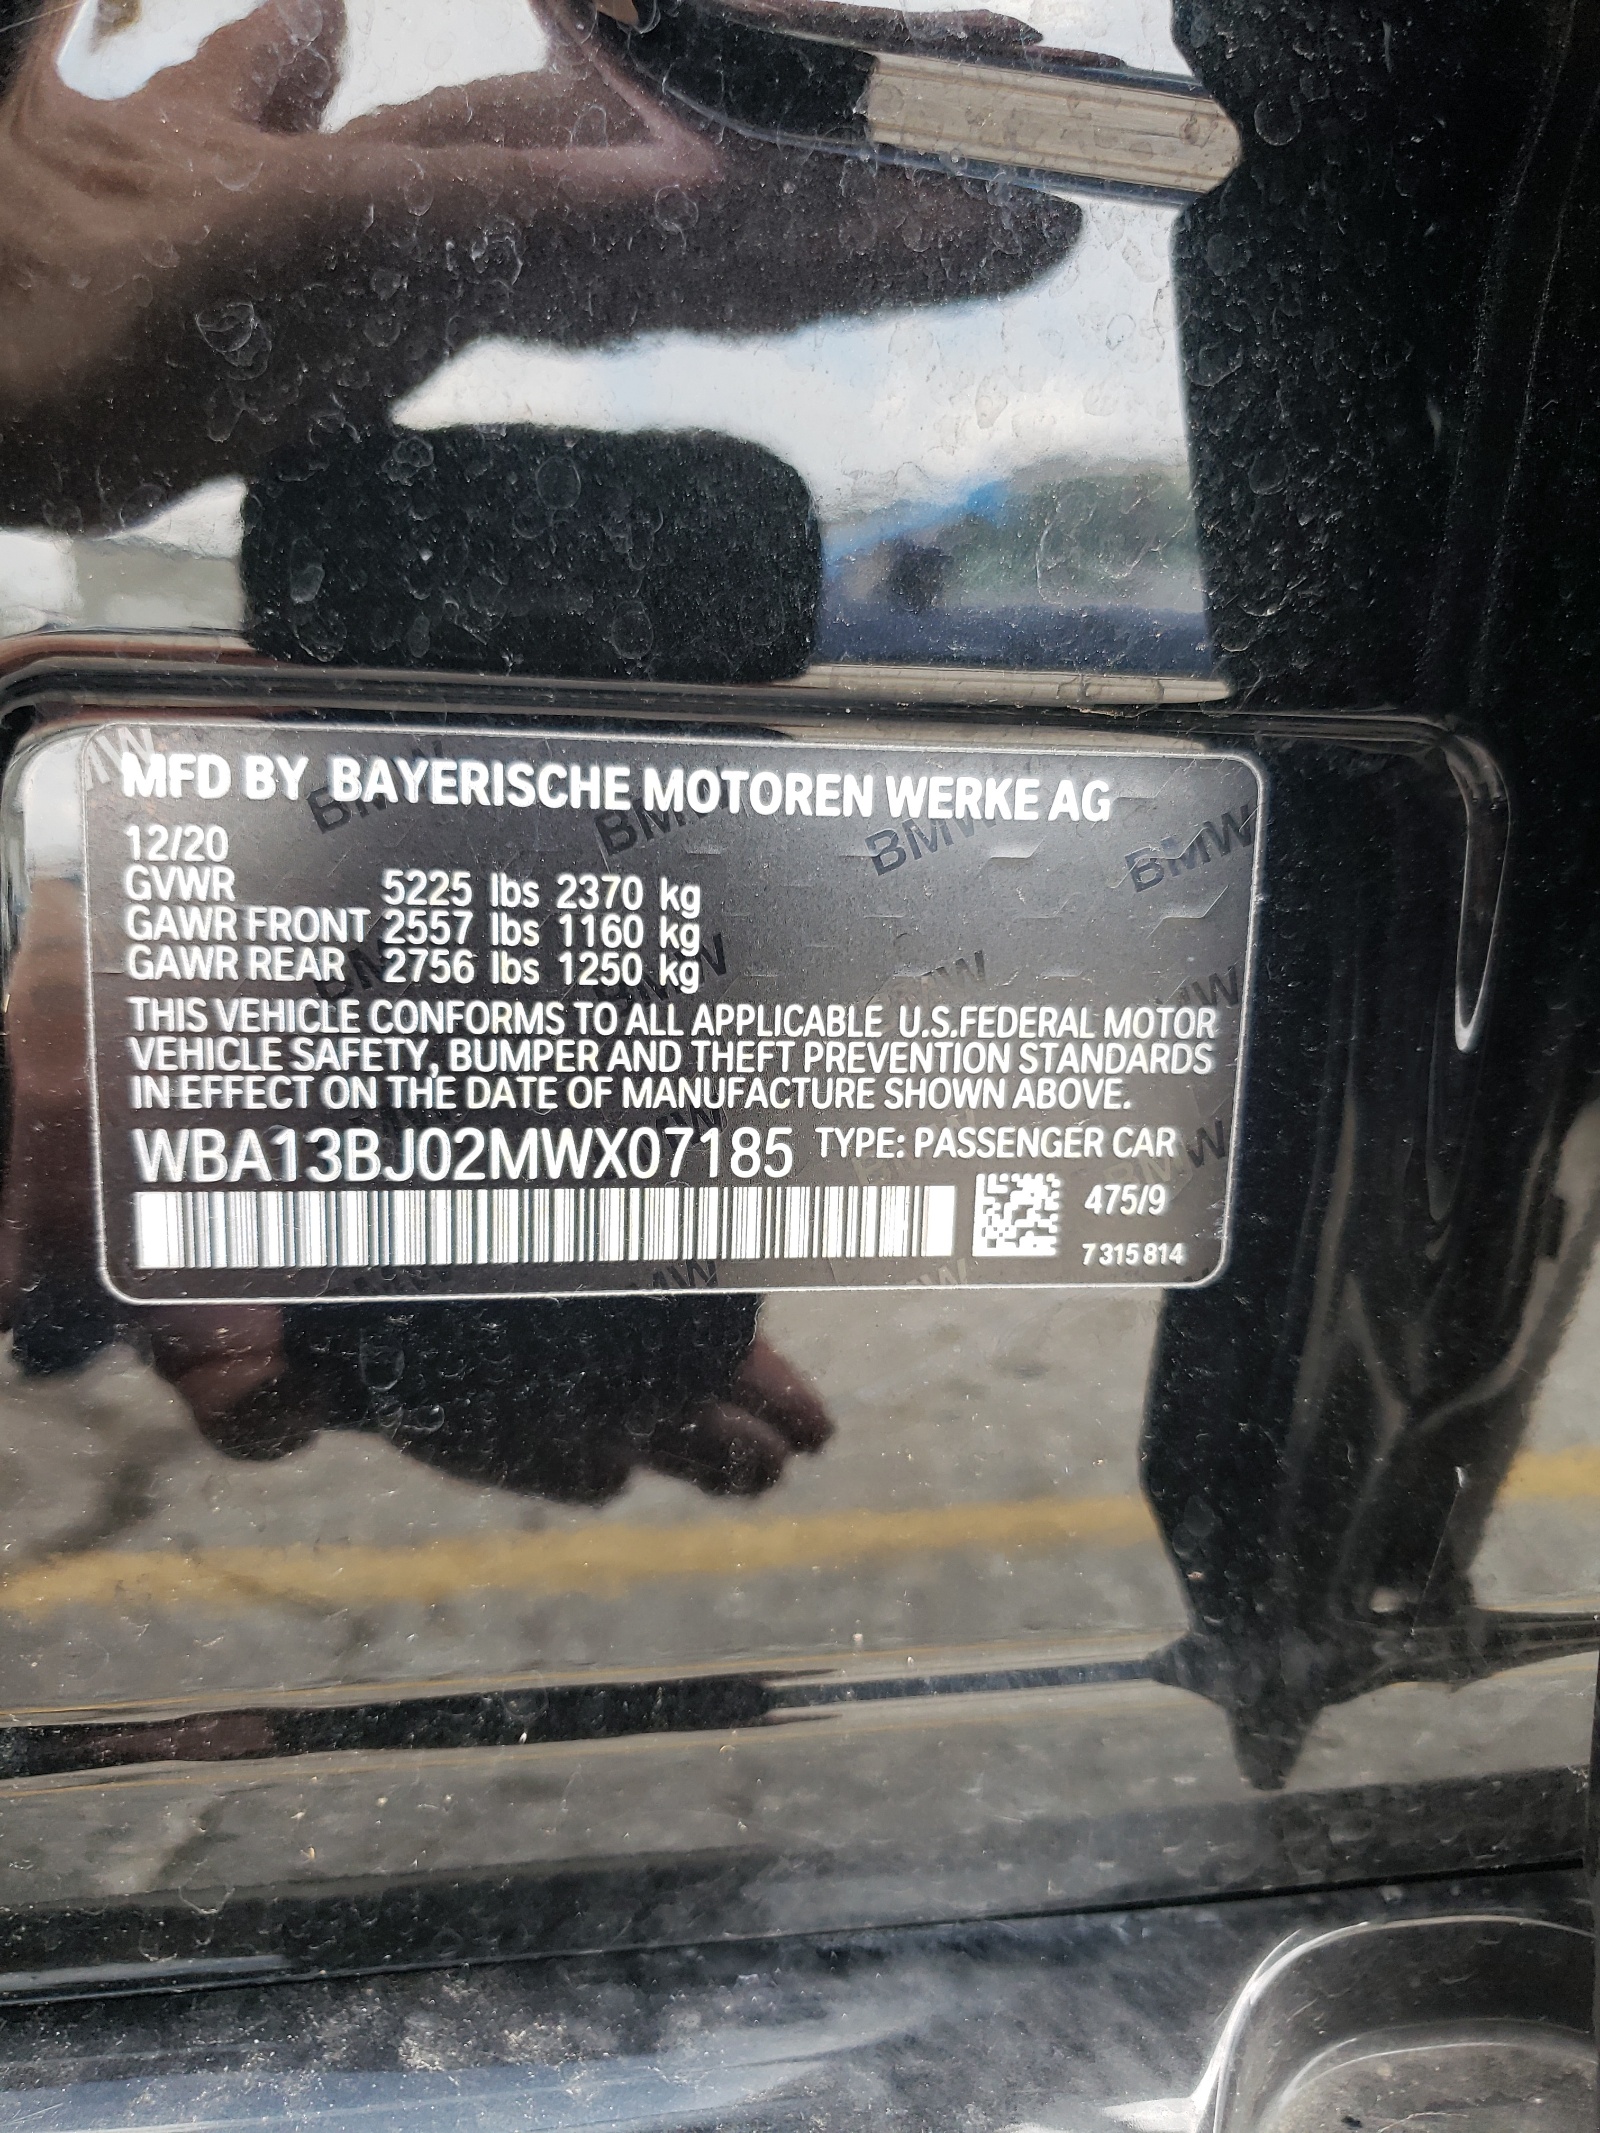 MFD BY BAYERISCHE MOTOREN WERKE AG
12/20
GVWR 5225 lbs 2370 kg
GAWR FRONT 2557 lbs 1160 kg
GAWR REAR 2756 lbs 1250 kg
THIS VEHICLE CONFORMS TO ALL APPLICABLE U.S.FEDERAL MOTOR
VEHICLE SAFETY, BUMPER AND THEFT PREVENTION STANDARDS
IN EFFECT ON THE DATE OF MANUFACTURE SHOWN ABOVE.
WBA13BJ02MWX07185 TYPE: PASSENGER CAR
475/9
7 315 814